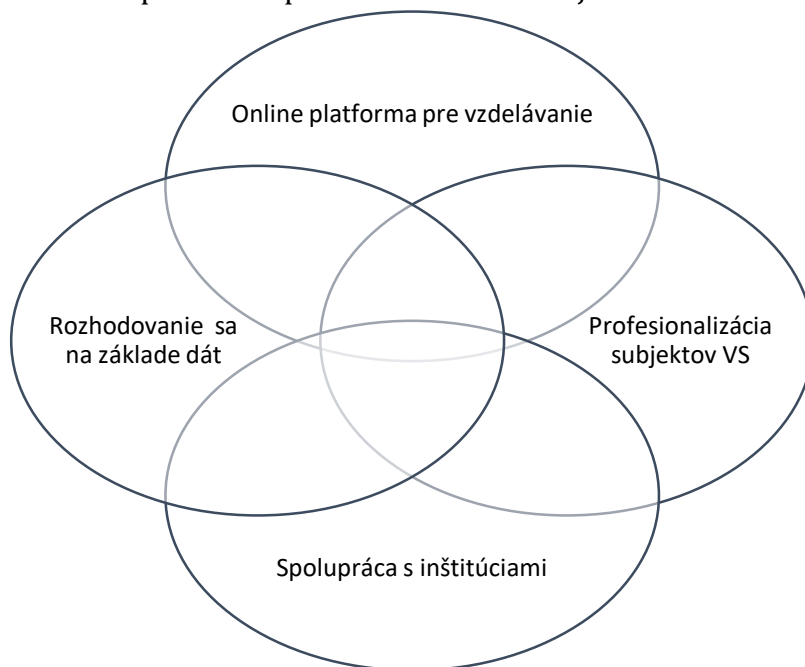 Online platforma pre vzdelávanie
Rozhodovanie sa
na základe dát
Profesionalizácia
subjektov VS
Spolupráca s inštitúciami